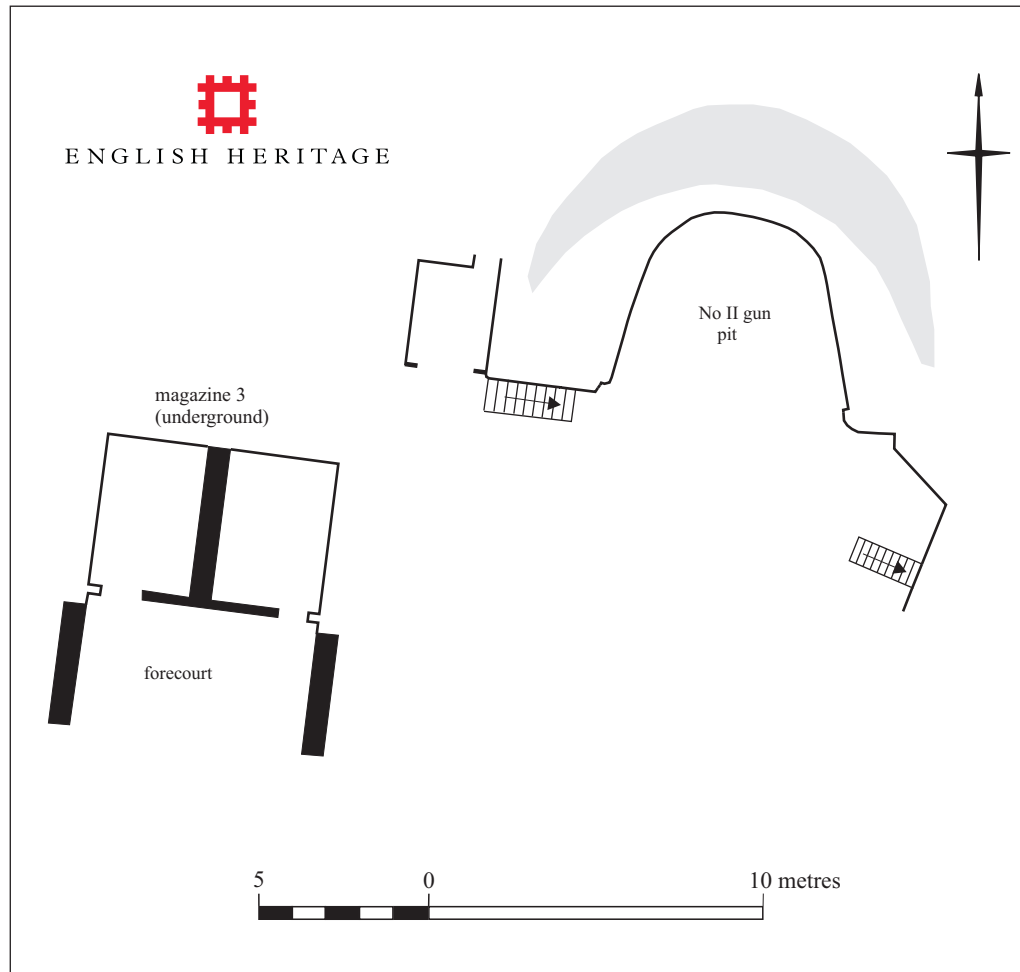 ENGLISH HERITAGE
No II gun
pit
magazine 3
(underground)
forecourt
5 0 10 metres